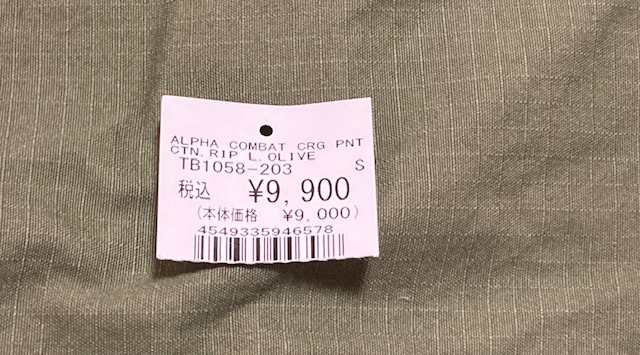 ALPHA COMBAT CRG PNT
CTN.RIP L.OLIVE
TB1058-203 S
税込 ¥9,900
(本体価格 ¥9,000)
4549335946578